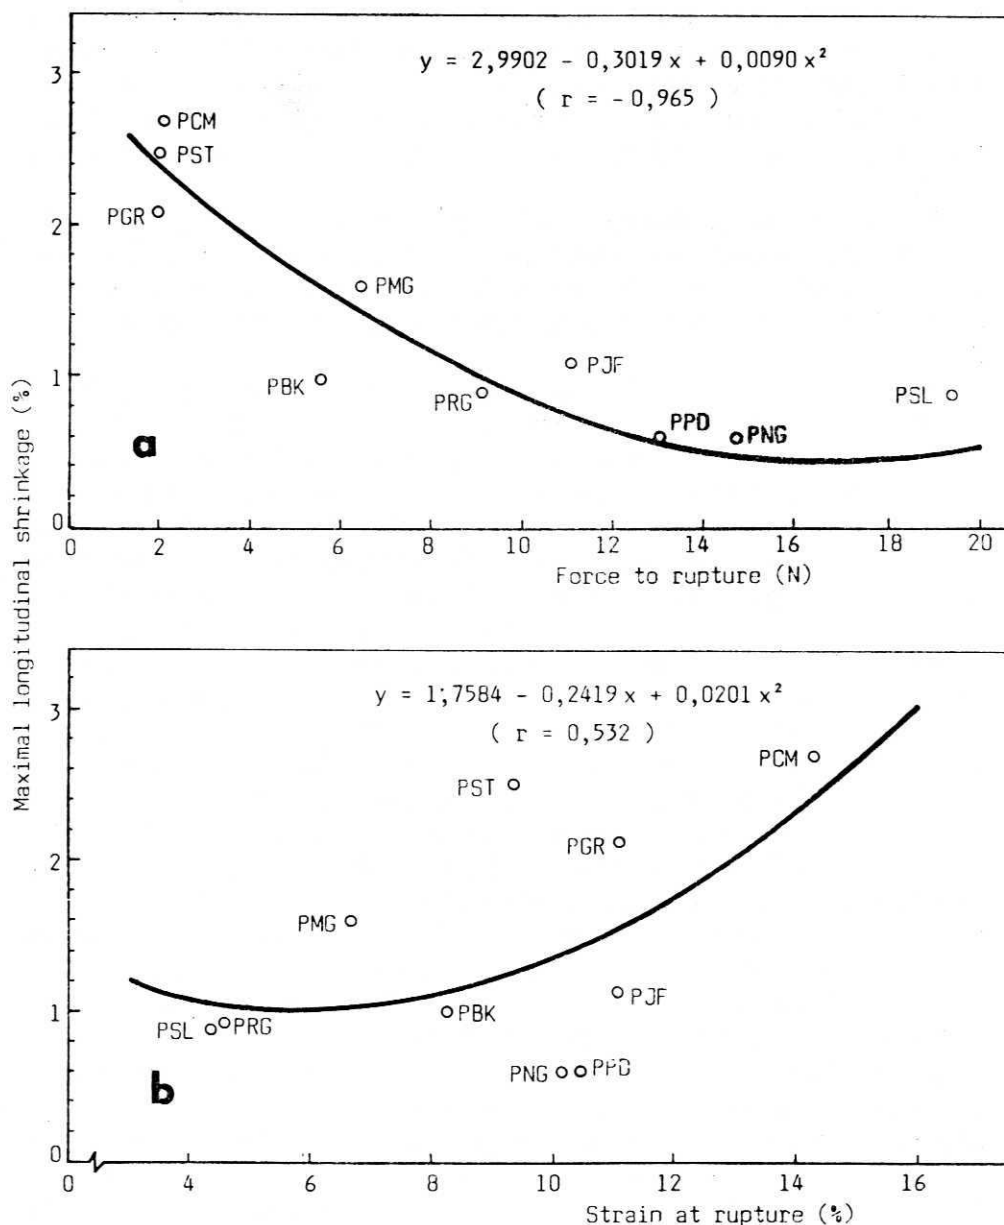 Maximal longitudinal shrinkage (%)
y = 2,9902 - 0,3019 x + 0,0090 x²
( r = - 0,965 )
3
2
1
0
PCM
PST
PGR
PMG
PBK
PRG
PJF
PPD
PNG
PSL
a
0 2 4 6 8 10 12 14 16 18 20
Force to rupture (N)
y = 1,7584 - 0,2419 x + 0,0201 x²
( r = 0,532 )
3
2
1
0
PCM
PST
PGR
PMG
PSL
PRG
PBK
PJF
PNG
PPD
b
0 4 6 8 10 12 14 16
Strain at rupture (%)